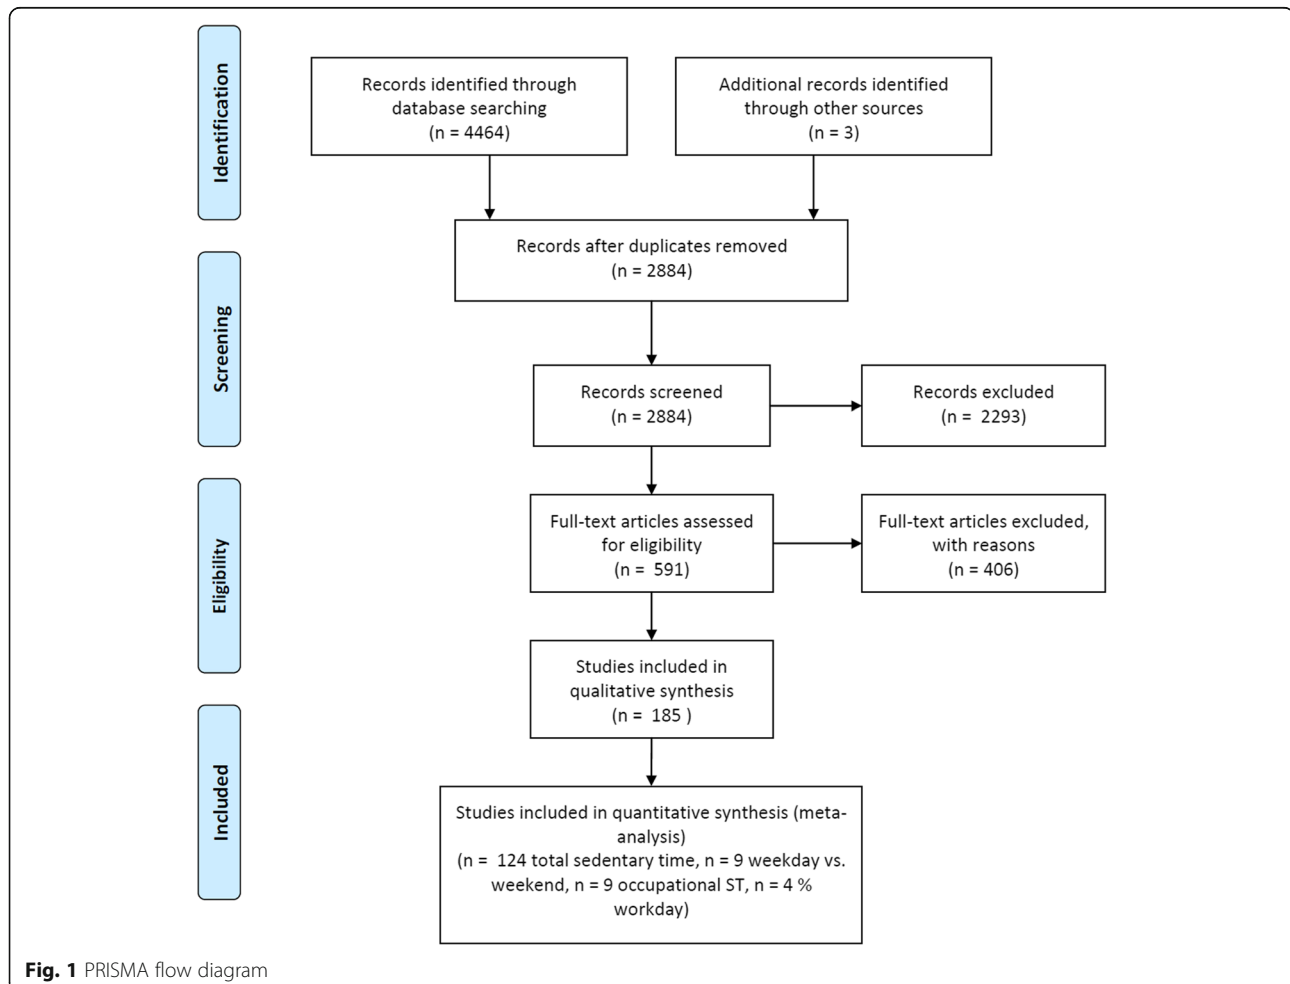 Identification
Records identified through
database searching
(n = 4464)
Additional records identified
through other sources
(n = 3)
Records after duplicates removed
(n = 2884)
Screening
Records screened
(n = 2884)
Records excluded
(n = 2293)
Eligibility
Full-text articles assessed
for eligibility
(n = 591)
Full-text articles excluded,
with reasons
(n = 406)
Studies included in
qualitative synthesis
(n = 185 )
Included
Studies included in quantitative synthesis (meta-
analysis)
(n = 124 total sedentary time, n = 9 weekday vs.
weekend, n = 9 occupational ST, n = 4 %
workday)
Fig. 1 PRISMA flow diagram